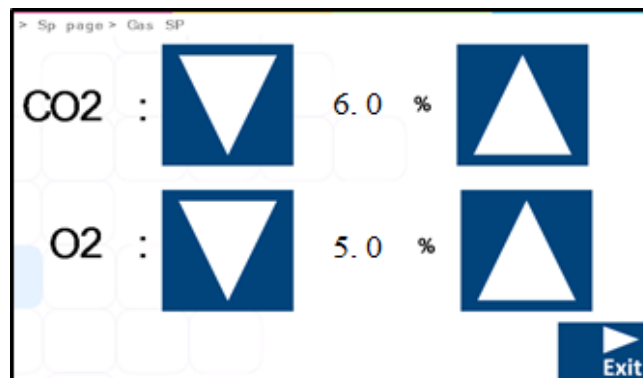 > Sp page > Gas SP
CO2 : 6.0 %
O2 : 5.0 %
Exit